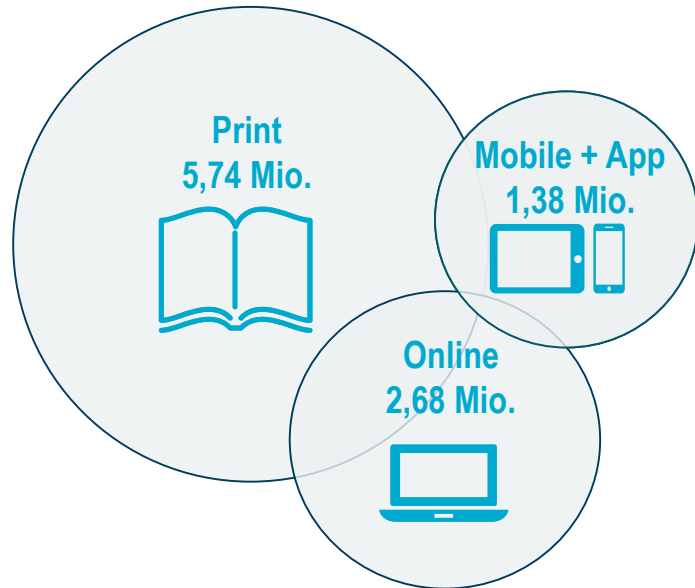 Print
5,74 Mio.
Mobile + App
1,38 Mio.
Online
2,68 Mio.